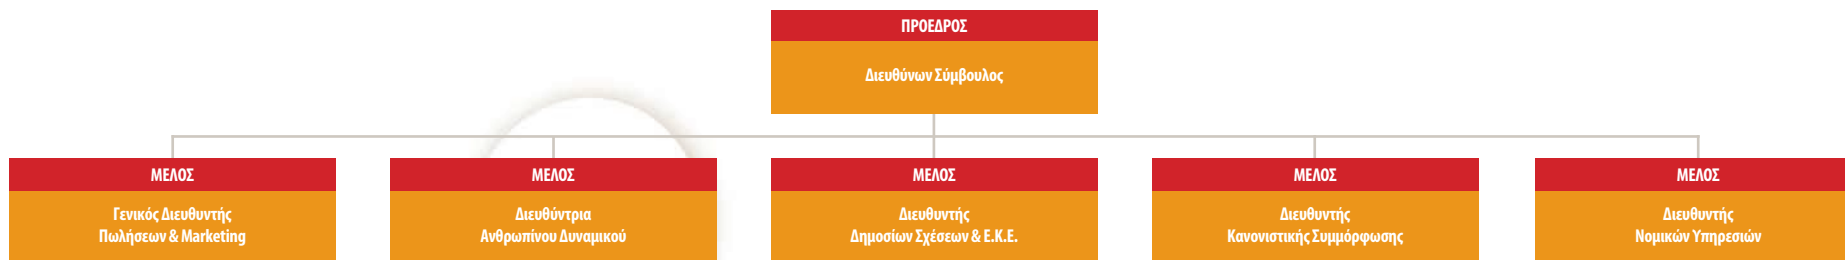 ΠΡΟΕΔΡΟΣ
Διευθύνων Σύμβουλος
ΜΕΛΟΣ
Γενικός Διευθυντής
Πωλήσεων & Marketing
ΜΕΛΟΣ
Διευθύντρια
Ανθρωπίνου Δυναμικού
ΜΕΛΟΣ
Διευθυντής
Δημοσίων Σχέσεων & Ε.Κ.Ε.
ΜΕΛΟΣ
Διευθυντής
Κανονιστικής Συμμόρφωσης
ΜΕΛΟΣ
Διευθυντής
Νομικών Υπηρεσιών